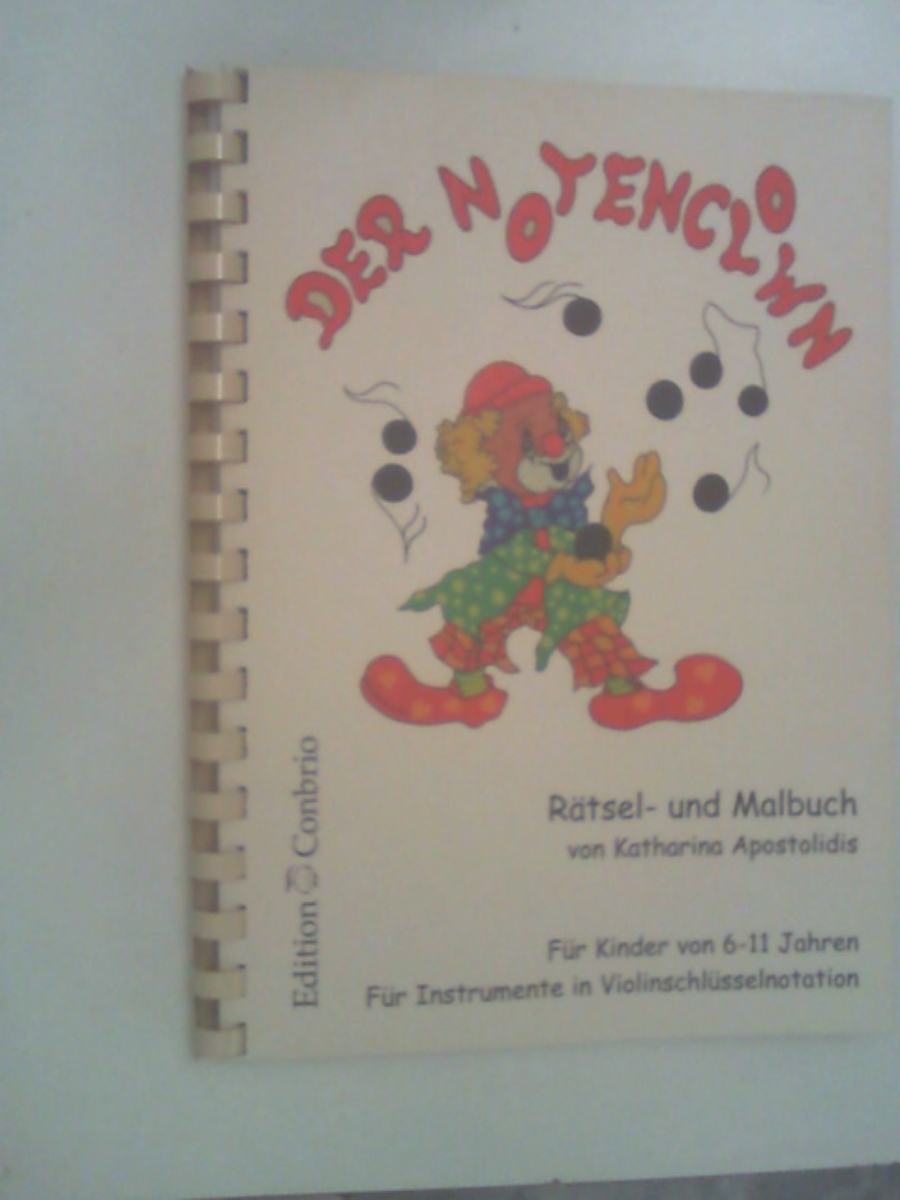 DER NOTENCLOWN
Rätsel- und Malbuch
von Katharina Apostolidis
Für Kinder von 6-11 Jahren
Für Instrumente in Violinschlüsselnotation
Edition Conbrio